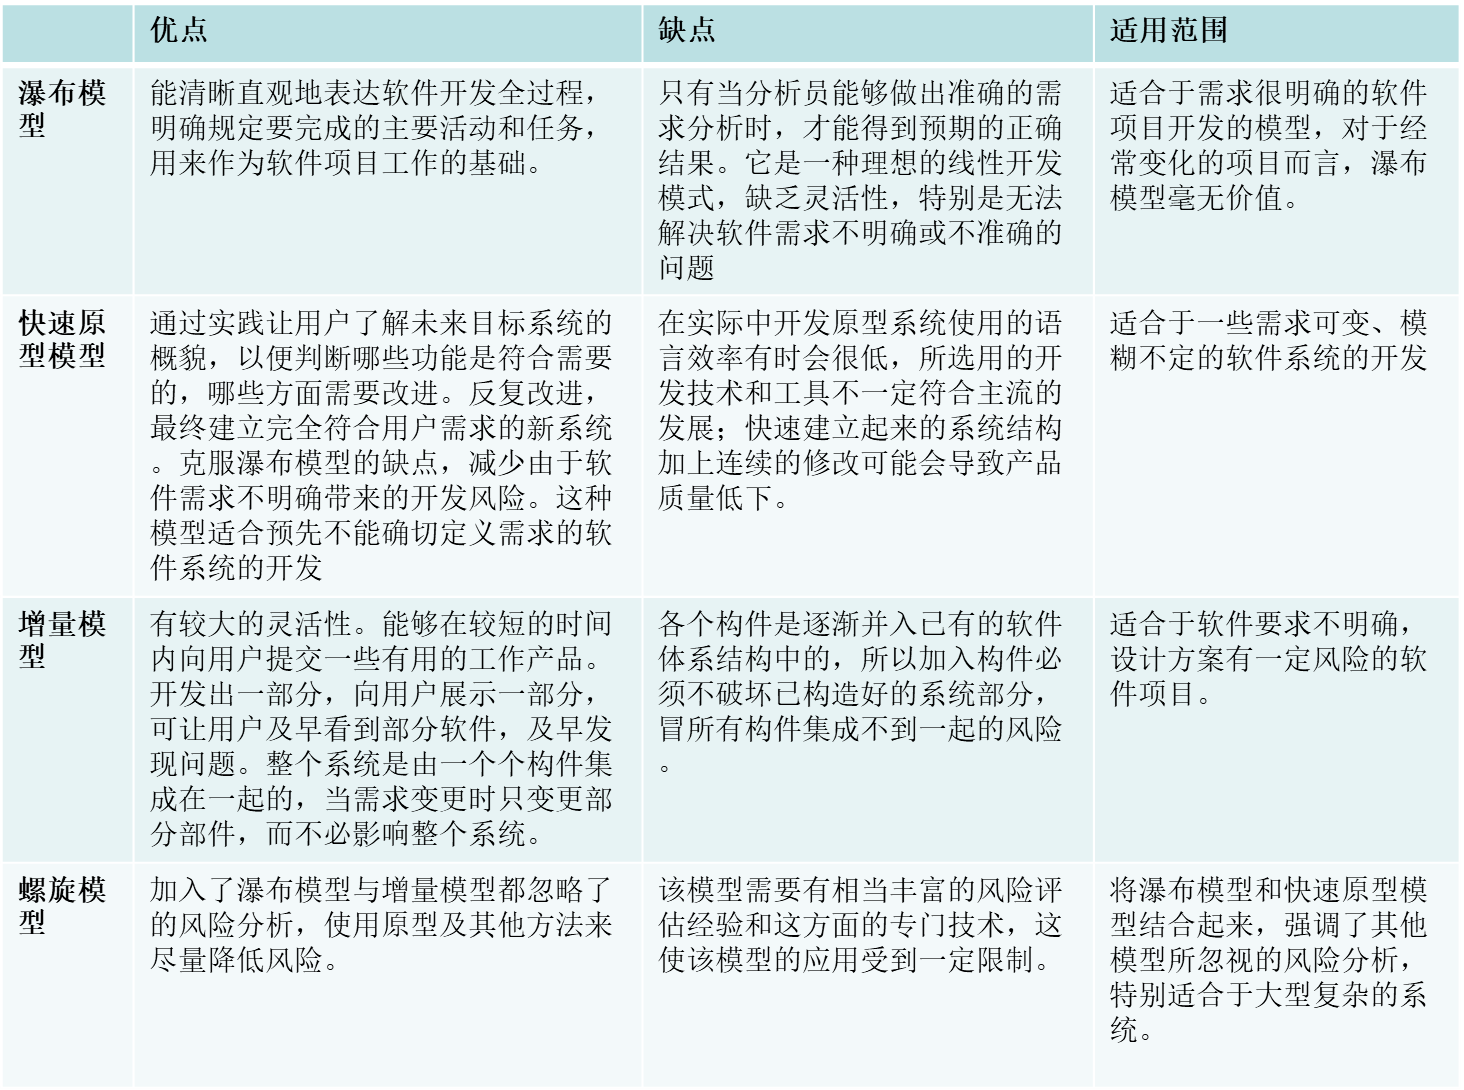 优点
缺点
适用范围
瀑布模
型
能清晰直观地表达软件开发全过程，
明确规定要完成的主要活动和任务，
用来作为软件项目工作的基础。
只有当分析员能够做出准确的需
求分析时，才能得到预期的正确
结果。它是一种理想的线性开发
模式，缺乏灵活性，特别是无法
解决软件需求不明确或不准确的
问题
适合于需求很明确的软件
项目开发的模型，对于经
常变化的项目而言，瀑布
模型毫无价值。
快速原
型模型
通过实践让用户了解未来目标系统的
概貌，以便判断哪些功能是符合需要
的，哪些方面需要改进。反复改进，
最终建立完全符合用户需求的新系统
。克服瀑布模型的缺点，减少由于软
件需求不明确带来的开发风险。这种
模型适合预先不能确切定义需求的软
件系统的开发
在实际中开发原型系统使用的语
言效率有时会很低，所选用的开
发技术和工具不一定符合主流的
发展；快速建立起来的系统结构
加上连续的修改可能会导致产品
质量低下。
适合于一些需求可变、模
糊不定的软件系统的开发
增量模
型
有较大的灵活性。能够在较短的时间
内向用户提交一些有用的工作产品。
开发出一部分，向用户展示一部分，
可让用户及早看到部分软件，及早发
现问题。整个系统是由一个个构件集
成在一起的，当需求变更时只变更部
分部件，而不必影响整个系统。
各个构件是逐渐并入已有的软件
体系结构中的，所以加入构件必
须不破坏已构造好的系统部分，
冒所有构件集成不到一起的风险
。
适合于软件要求不明确，
设计方案有一定风险的软
件项目。
螺旋模
型
加入了瀑布模型与增量模型都忽略了
的风险分析，使用原型及其他方法来
尽量降低风险。
该模型需要有相当丰富的风险评
估经验和这方面的专门技术，这
使该模型的应用受到一定限制。
将瀑布模型和快速原型模
型结合起来，强调了其他
模型所忽视的风险分析，
特别适合于大型复杂的系
统。